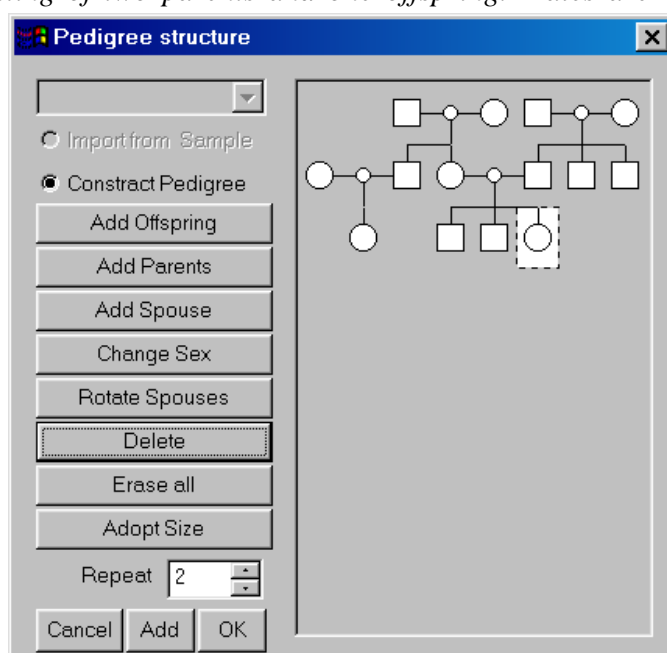 Pedigree structure
Import from Sample
Constract Pedigree
Add Offspring
Add Parents
Add Spouse
Change Sex
Rotate Spouses
Delete
Erase all
Adopt Size
Repeat 2
Cancel Add OK